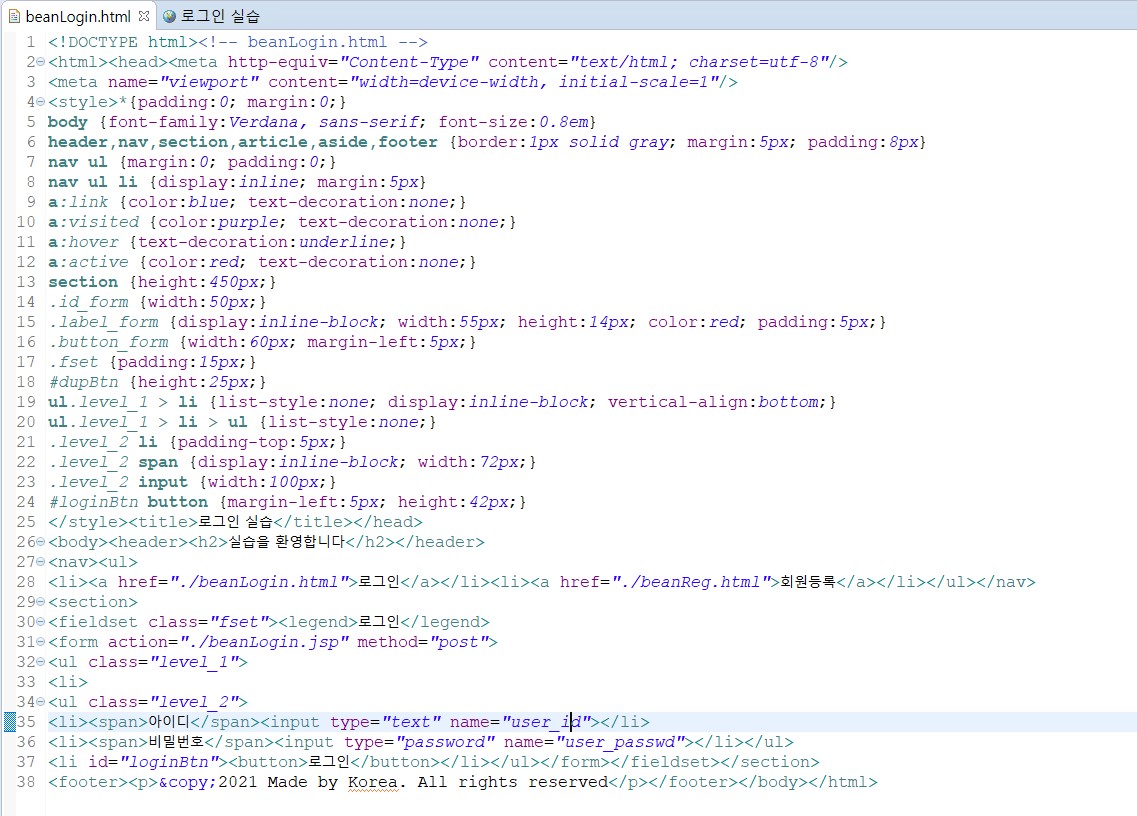 beanLogin.html 로그인 실습
1 <!DOCTYPE html><!-- beanLogin.html -->
2 <html><head><meta http-equiv="Content-Type" content="text/html; charset=utf-8"/>
3 <meta name="viewport" content="width=device-width, initial-scale=1"/>
4 <style>*{padding:0; margin:0;}
5 body {font-family:Verdana, sans-serif; font-size:0.8em}
6 header,nav,section,article,aside,footer {border:1px solid gray; margin:5px; padding:8px}
7 nav ul {margin:0; padding:0;}
8 nav ul li {display:inline; margin:5px}
9 a:link {color:blue; text-decoration:none;}
10 a:visited {color:purple; text-decoration:none;}
11 a:hover {text-decoration:underline;}
12 a:active {color:red; text-decoration:none;}
13 section {height:450px;}
14 .id_form {width:50px;}
15 .label_form {display:inline-block; width:55px; height:14px; color:red; padding:5px;}
16 .button_form {width:60px; margin-left:5px;}
17 .fset {padding:15px;}
18 #dupBtn {height:25px;}
19 ul.level_1 > li {list-style:none; display:inline-block; vertical-align:bottom;}
20 ul.level_1 > li > ul {list-style:none;}
21 .level_2 li {padding-top:5px;}
22 .level_2 span {display:inline-block; width:72px;}
23 .level_2 input {width:100px;}
24 #loginBtn button {margin-left:5px; height:42px;}
25 </style><title>로그인 실습</title></head>
26 <body><header><h2>실습을 환영합니다</h2></header>
27 <nav><ul>
28 <li><a href="./beanLogin.html">로그인</a></li><li><a href="./beanReg.html">회원등록</a></li></ul></nav>
29 <section>
30 <fieldset class="fset"><legend>로그인</legend>
31 <form action="./beanLogin.jsp" method="post">
32 <ul class="level_1">
33 <li>
34 <ul class="level_2">
35 <li><span>아이디</span><input type="text" name="user_id"></li>
36 <li><span>비밀번호</span><input type="password" name="user_passwd"></li></ul>
37 <li id="loginBtn"><button>로그인</button></li></ul></form></fieldset></section>
38 <footer><p>&copy;2021 Made by Korea. All rights reserved</p></footer></body></html>